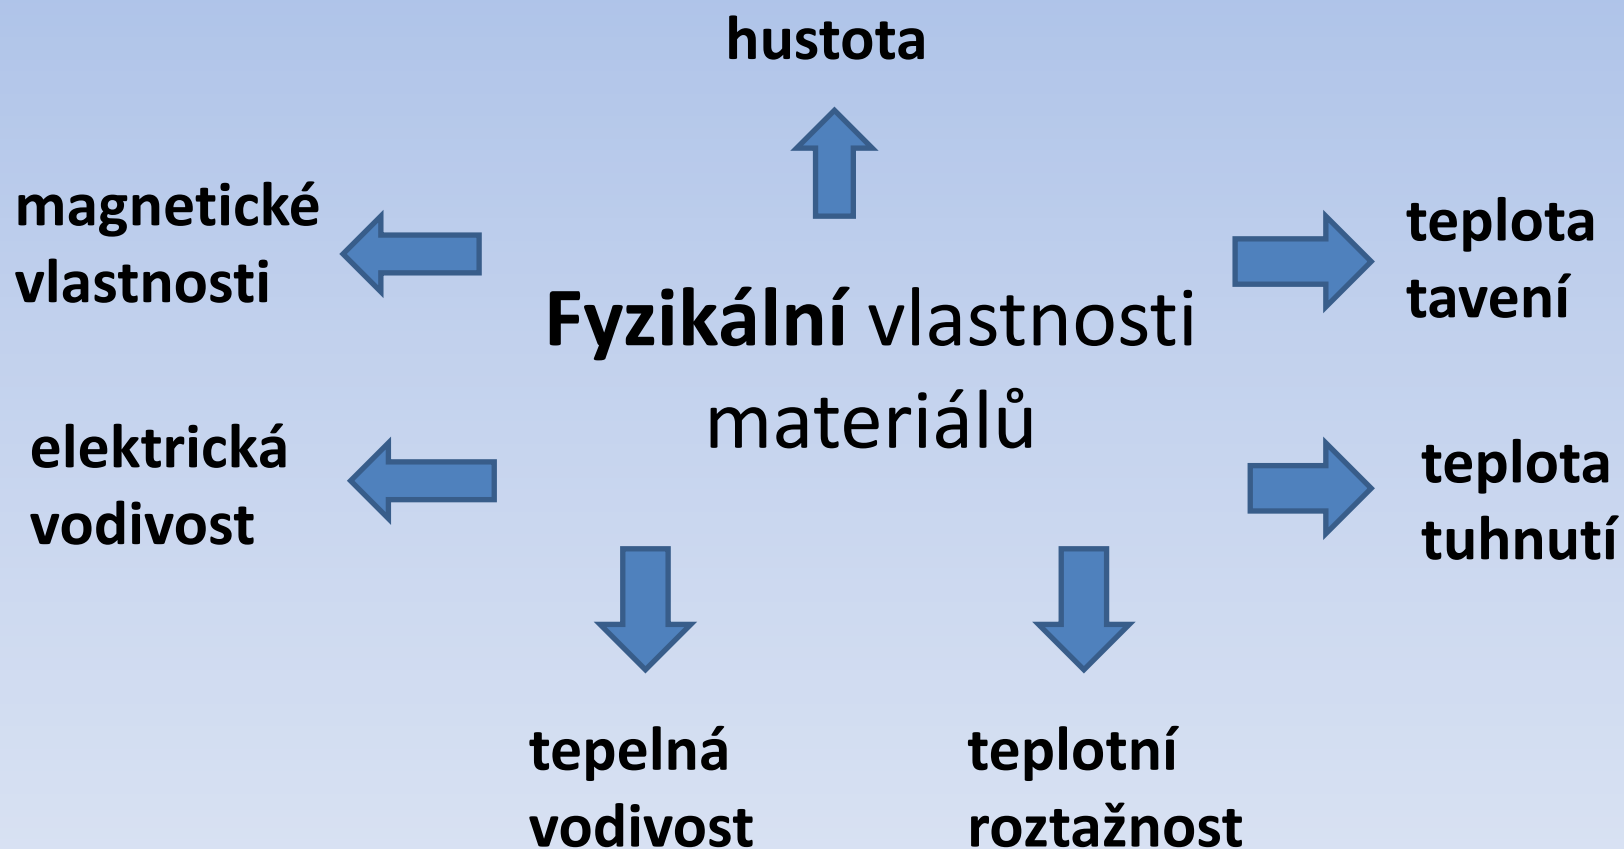 hustota
magnetické
vlastnosti
teplota
tavení
Fyzikální vlastnosti
materiálů
elektrická
vodivost
teplota
tuhnutí
tepelná
vodivost
teplotní
roztažnost